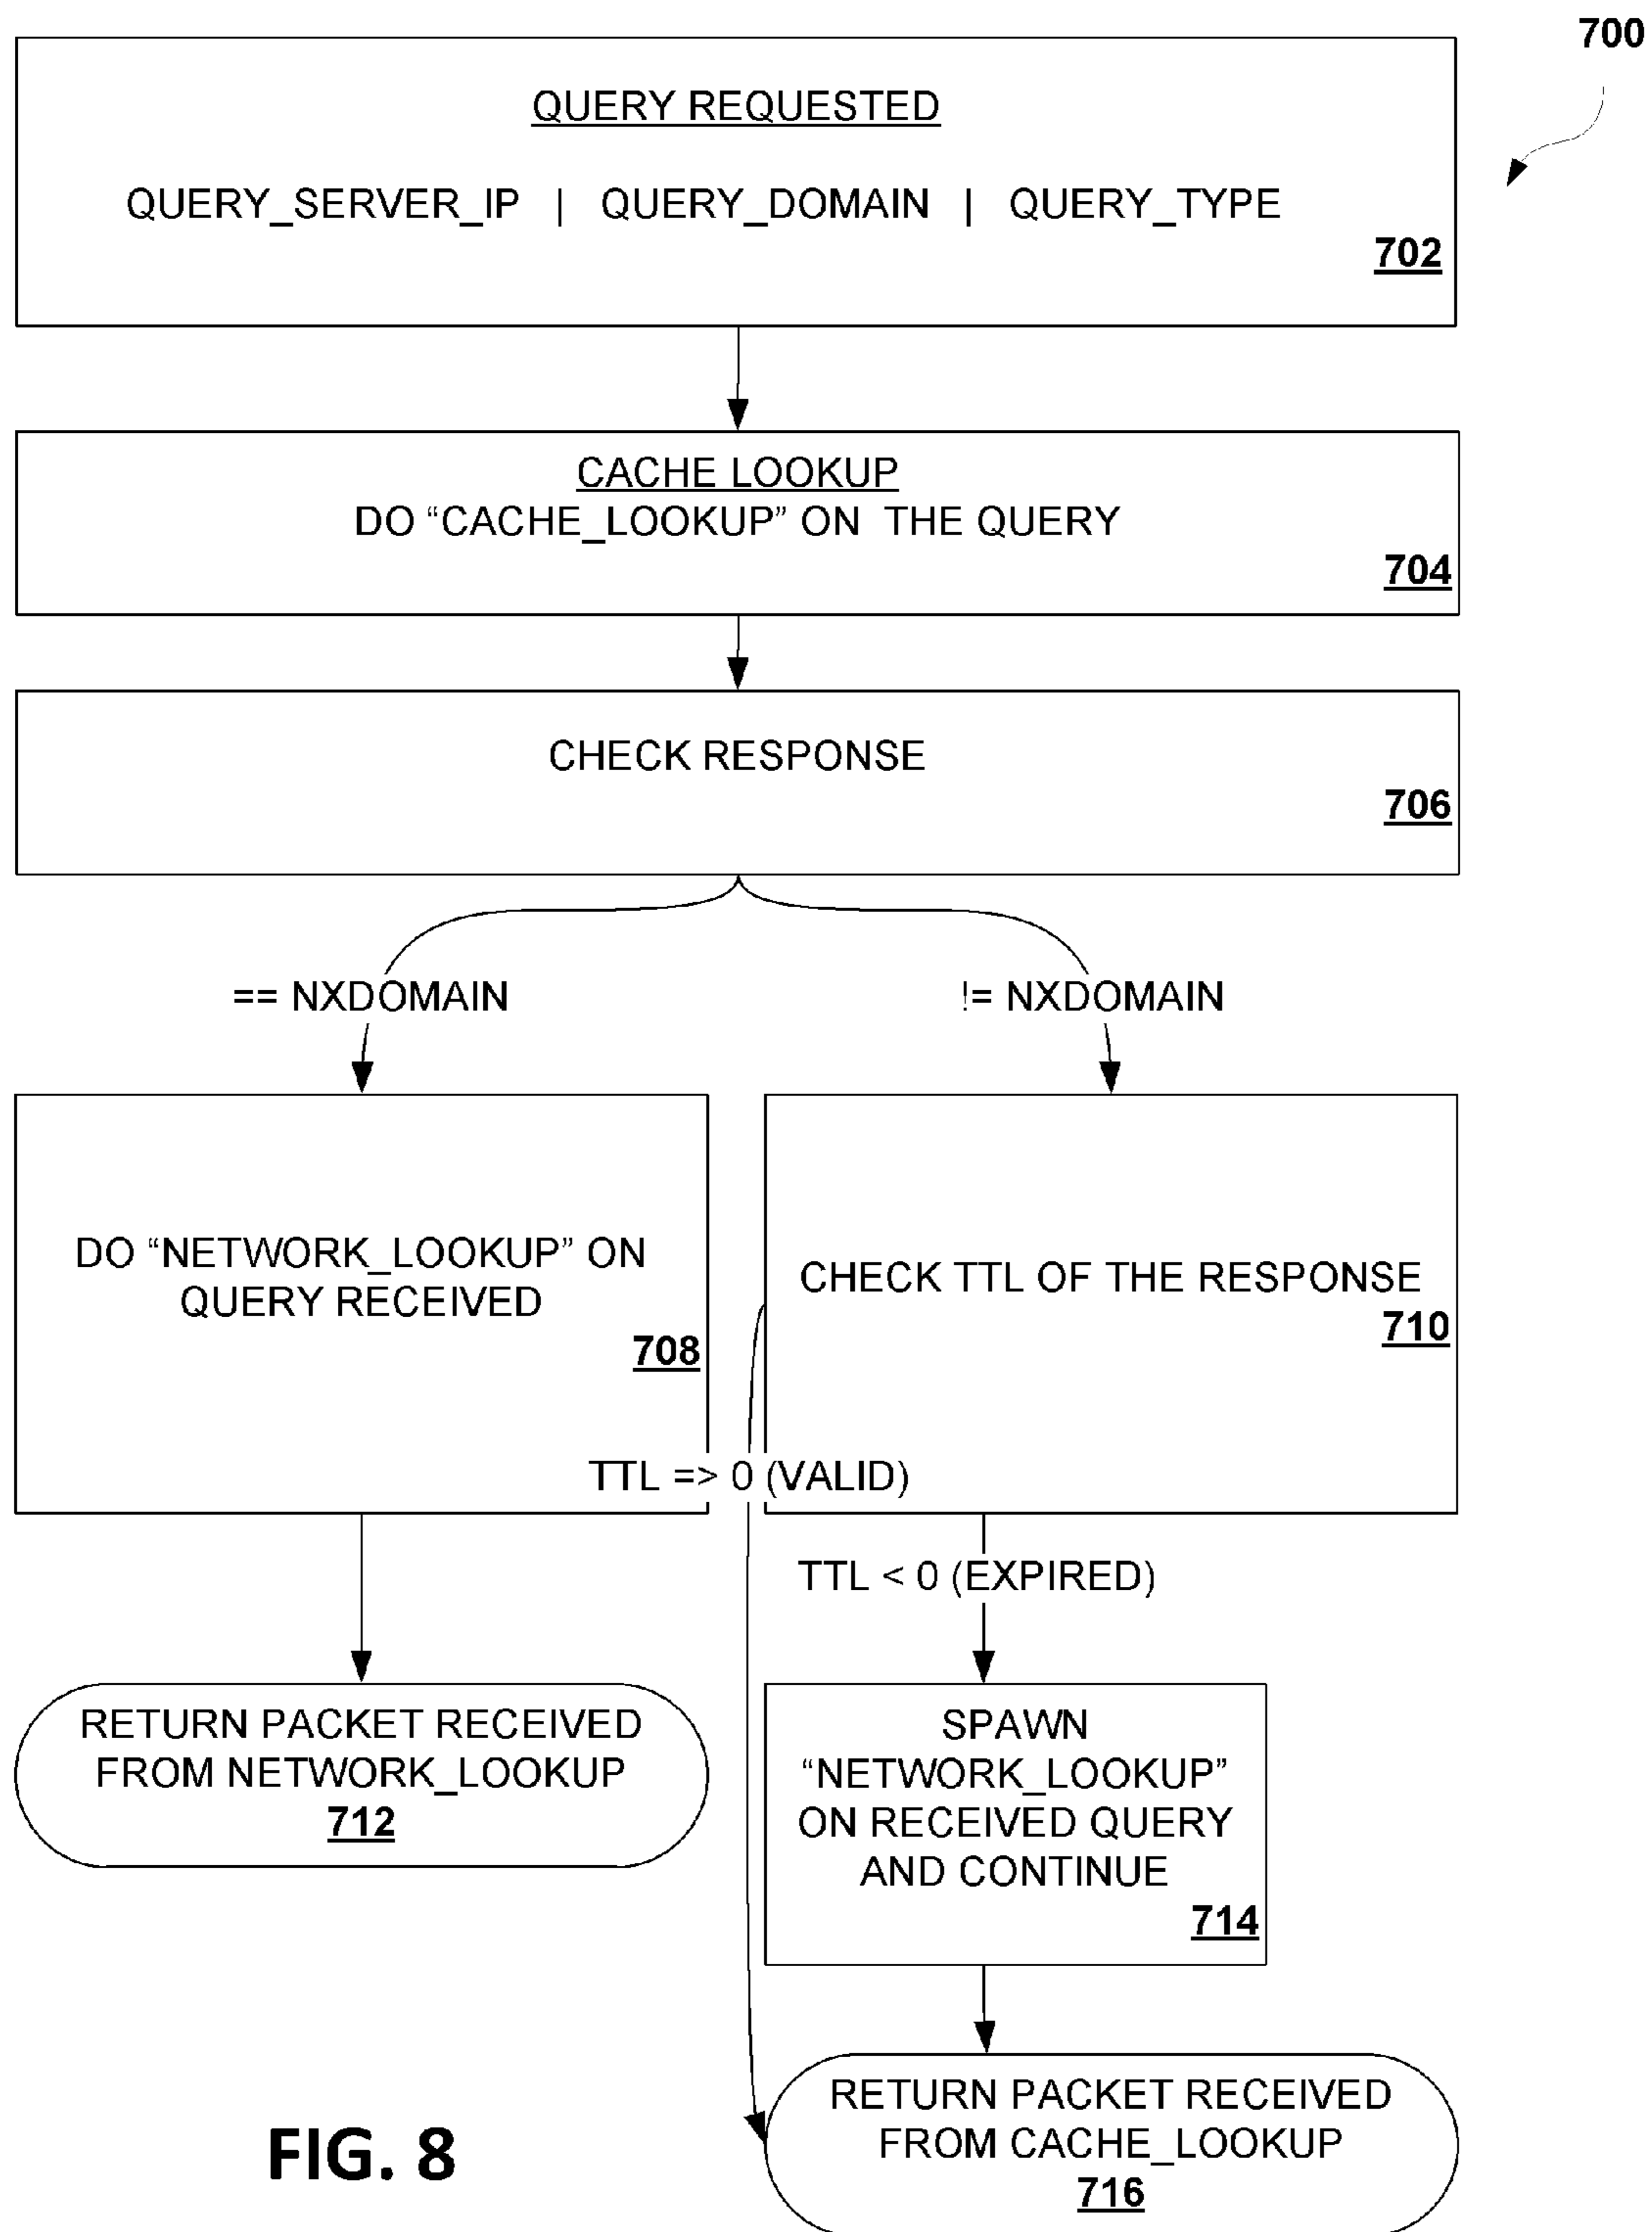 700
QUERY REQUESTED
QUERY_SERVER_IP | QUERY_DOMAIN | QUERY_TYPE
702
CACHE LOOKUP
DO “CACHE_LOOKUP” ON THE QUERY
704
CHECK RESPONSE
706
== NXDOMAIN
!= NXDOMAIN
DO “NETWORK_LOOKUP” ON
QUERY RECEIVED
708
CHECK TTL OF THE RESPONSE
710
TTL => 0 (VALID)
TTL < 0 (EXPIRED)
RETURN PACKET RECEIVED
FROM NETWORK_LOOKUP
712
SPAWN
“NETWORK_LOOKUP”
ON RECEIVED QUERY
AND CONTINUE
714
RETURN PACKET RECEIVED
FROM CACHE_LOOKUP
716
FIG. 8